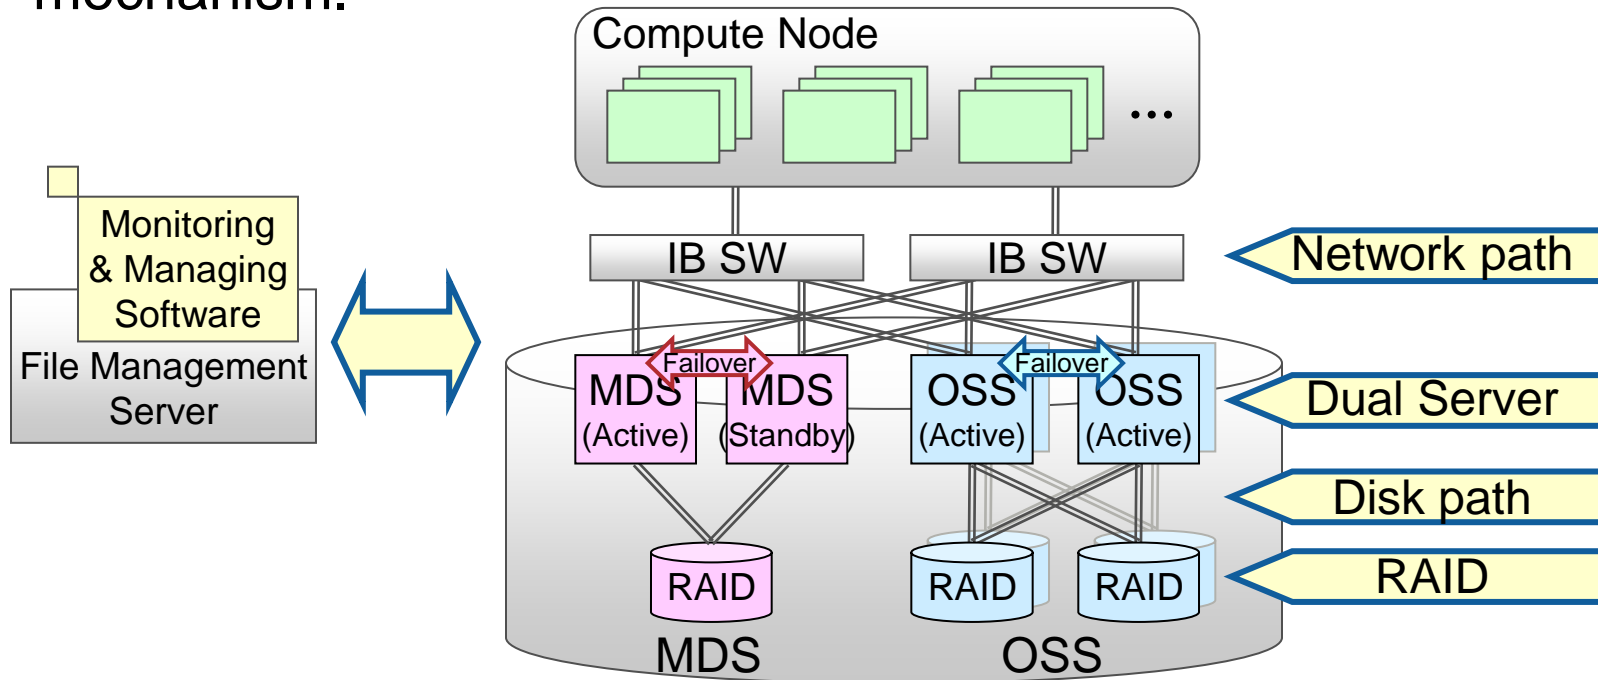 mechanism.
Compute Node
...
Monitoring
& Managing
Software
File Management
Server
IB SW
IB SW
Network path
Failover
Failover
MDS
(Active)
MDS
(Standby)
OSS
(Active)
OSS
(Active)
Dual Server
Disk path
RAID
RAID
RAID
RAID
MDS
OSS